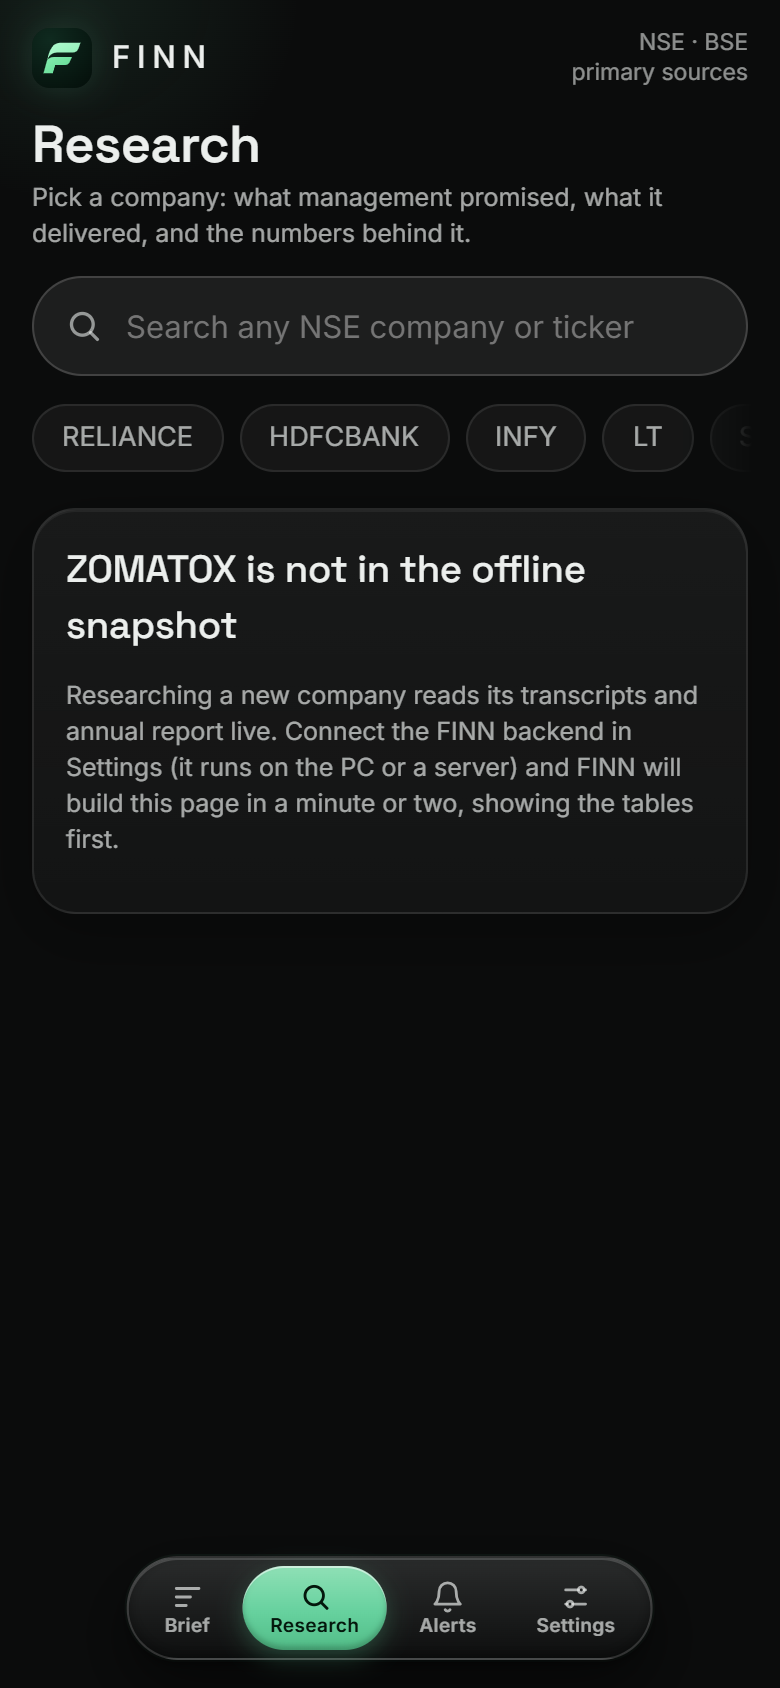 FINN
NSE · BSE
primary sources
Research
Pick a company: what management promised, what it
delivered, and the numbers behind it.
Search any NSE company or ticker
RELIANCE HDFCBANK INFY LT
ZOMATOX is not in the offline
snapshot
Researching a new company reads its transcripts and
annual report live. Connect the FINN backend in
Settings (it runs on the PC or a server) and FINN will
build this page in a minute or two, showing the tables
first.
Brief Research Alerts Settings